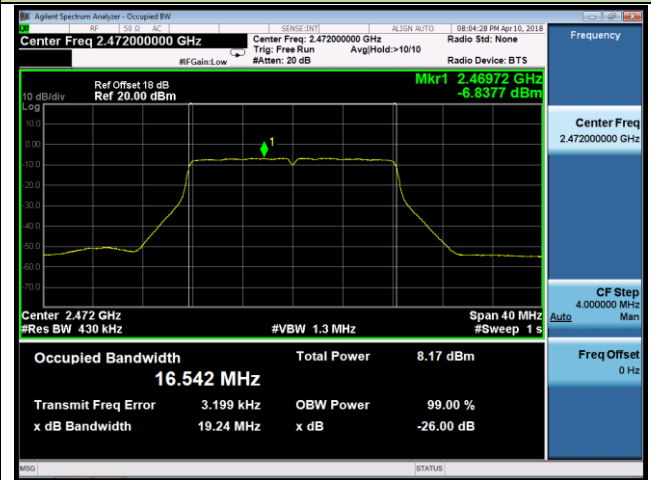 Agilent Spectrum Analyzer - Occupied BW
RF 50 Ω AC SENSE:INT ALIGN AUTO 08:04:28 PM Apr 10, 2018
Center Freq 2.472000000 GHz Center Freq: 2.472000000 GHz Radio Std: None
Trig: Free Run Avg|Hold:>10/10
#IFGain:Low #Atten: 20 dB Radio Device: BTS
Frequency
Ref Offset 18 dB Mkr1 2.46972 GHz
10 dB/div Ref 20.00 dBm -6.8377 dBm
Log
10.0
0.00
1
-10.0
-20.0
-30.0
-40.0
-50.0
-60.0
-70.0
Center 2.472 GHz Span 40 MHz
#Res BW 430 kHz #VBW 1.3 MHz #Sweep 1 s
Occupied Bandwidth Total Power 8.17 dBm
16.542 MHz
Transmit Freq Error 3.199 kHz OBW Power 99.00 %
x dB Bandwidth 19.24 MHz x dB -26.00 dB
Center Freq
2.472000000 GHz
CF Step
4.000000 MHz
Auto Man
Freq Offset
0 Hz
MSG STATUS